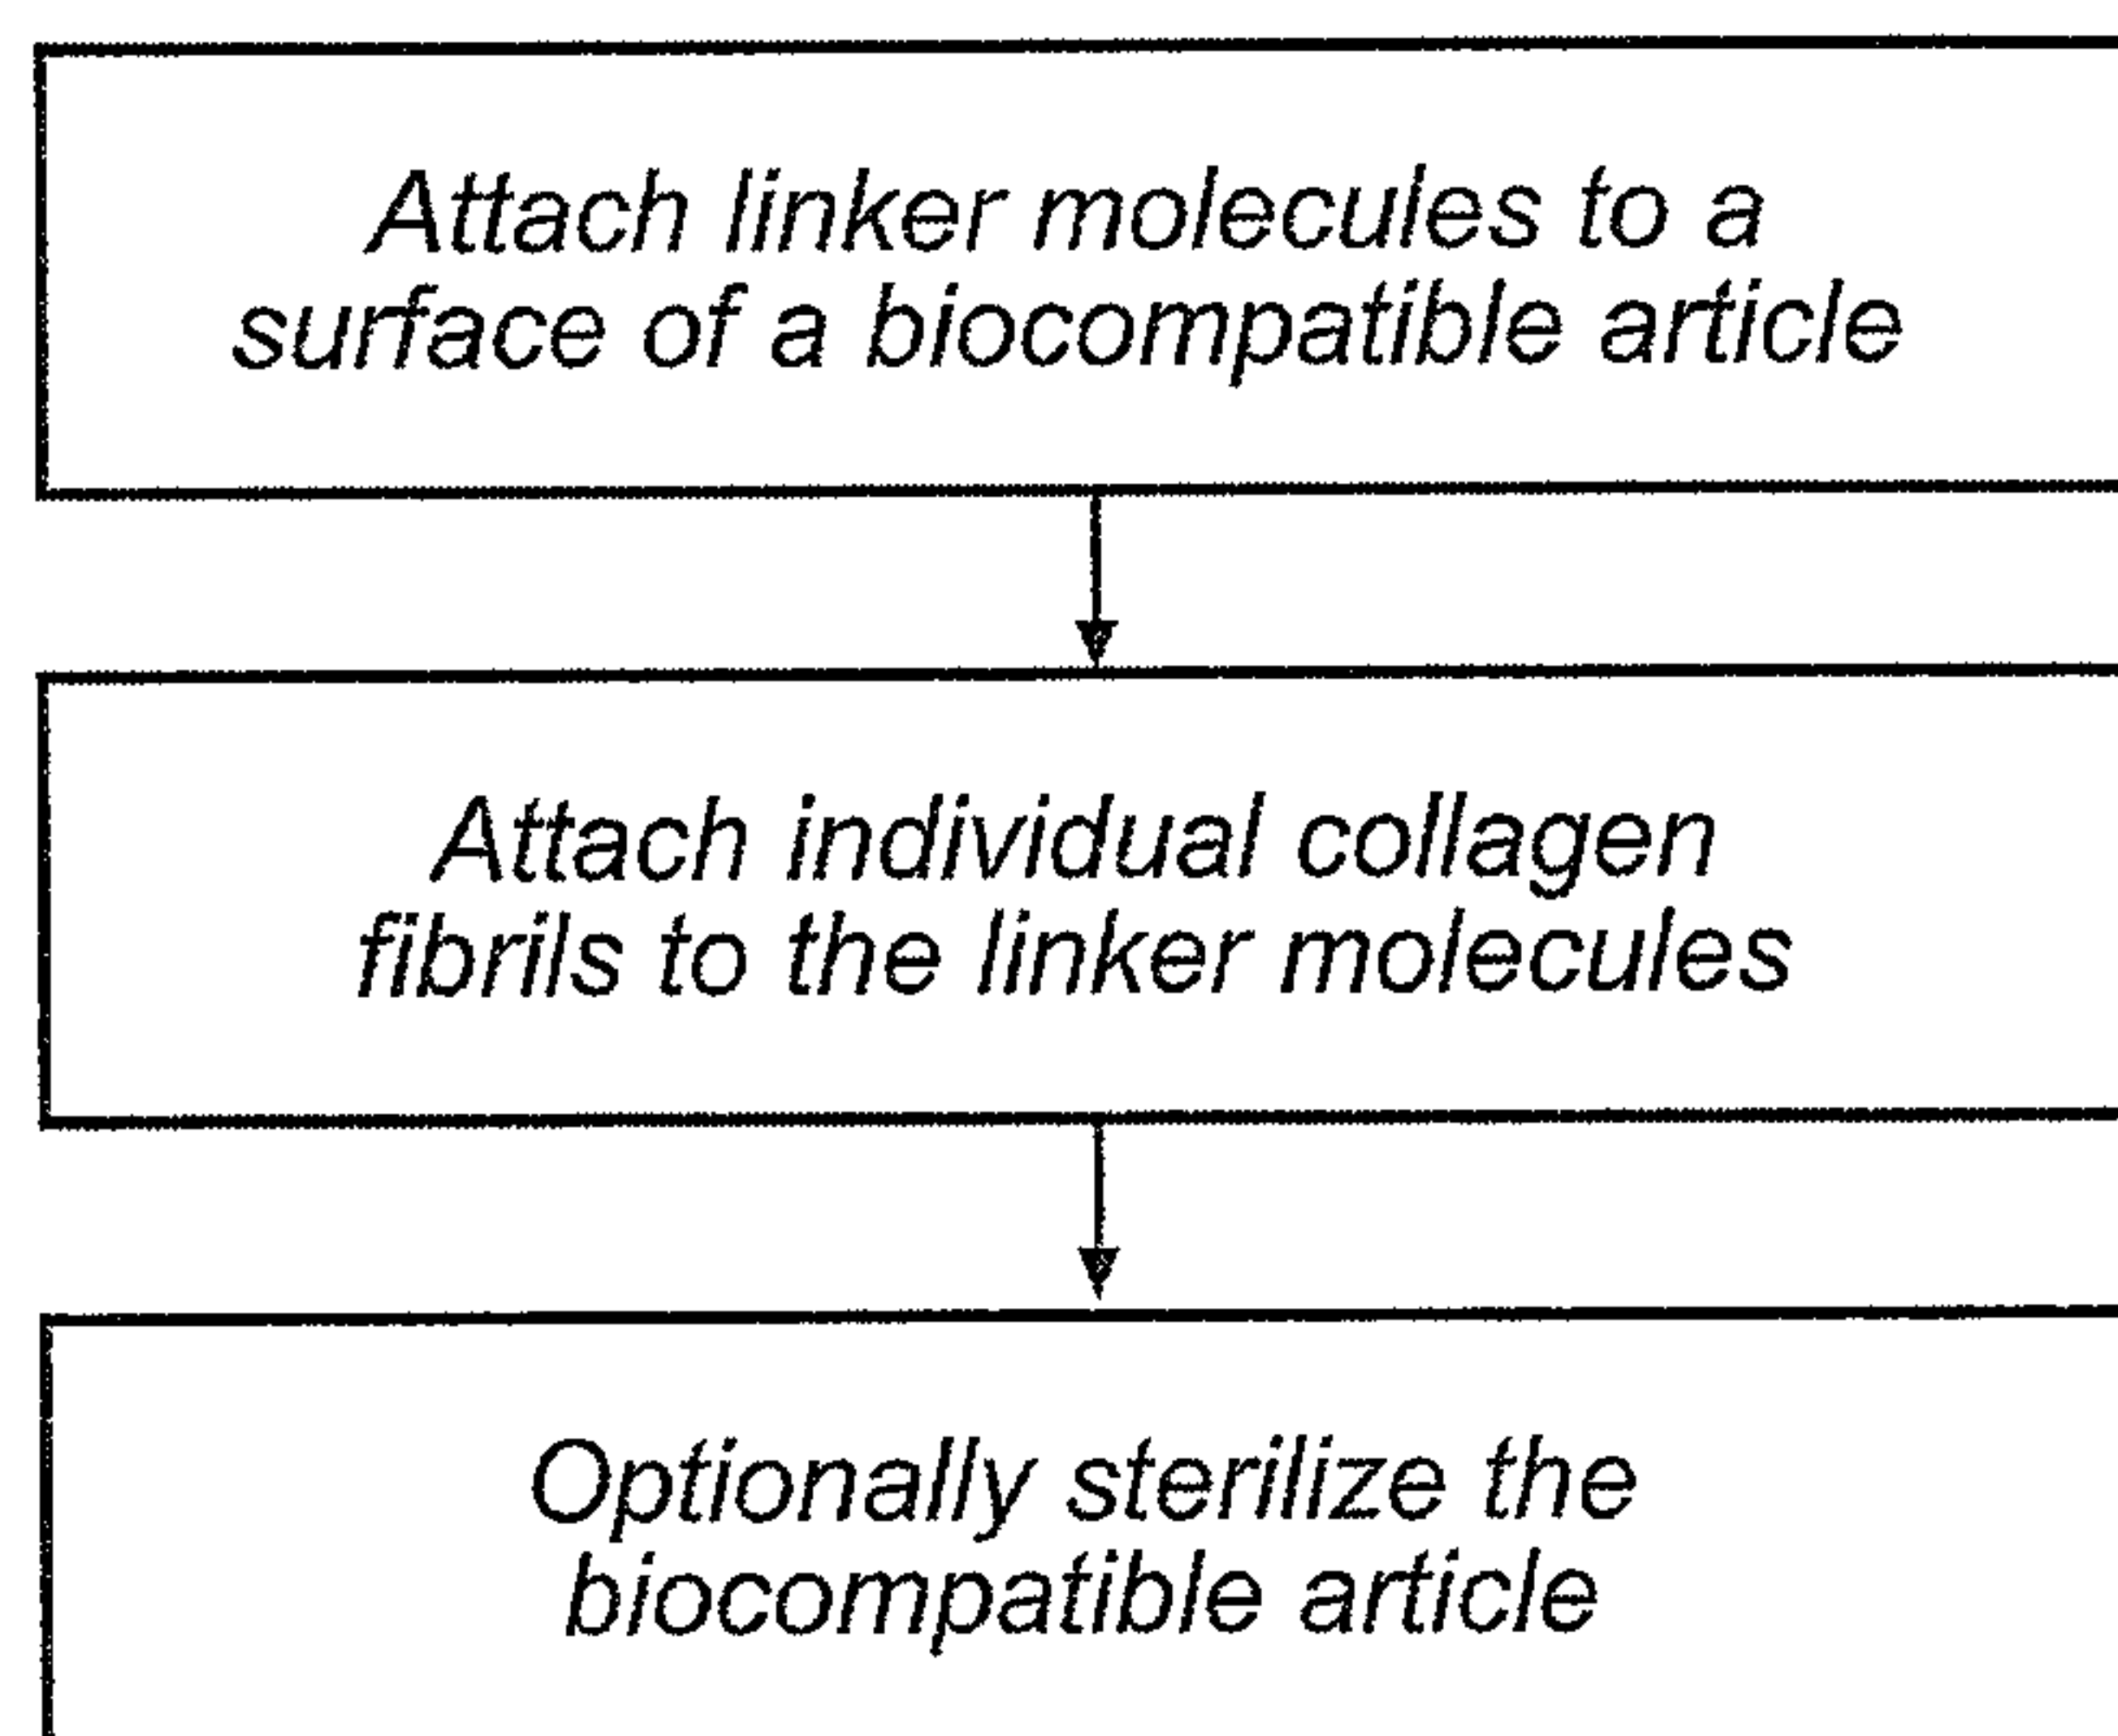 Attach linker molecules to a
surface of a biocompatible article
Attach individual collagen
fibrils to the linker molecules
Optionally sterilize the
biocompatible article